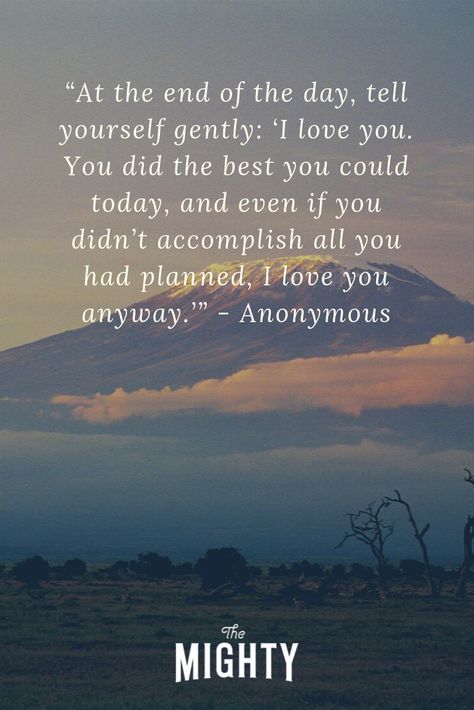 “At the end of the day, tell
yourself gently: ‘I love you.
You did the best you could
today, and even if you
didn’t accomplish all you
had planned, I love you
anyway.’” - Anonymous
The
MIGHTY